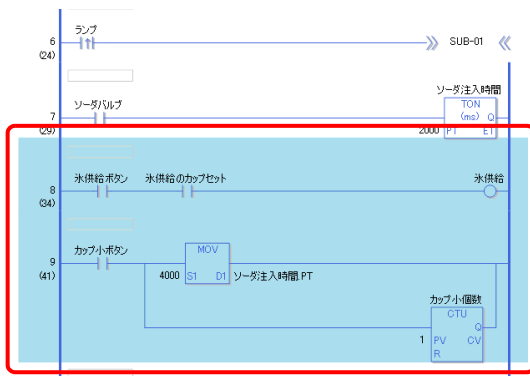 ランプ
6
(24)
SUB-01
ソーダバルブ
ソーダ注入時間
TON
(ms) Q
7
(29)
2000 PT ET
氷供給ボタン 氷供給のカップセット 氷供給
8
(34)
カップ小ボタン
MOV
9
(41)
4000 S1 D1 ソーダ注入時間.PT
カップ小個数
CTU
Q
1 PV CV
R